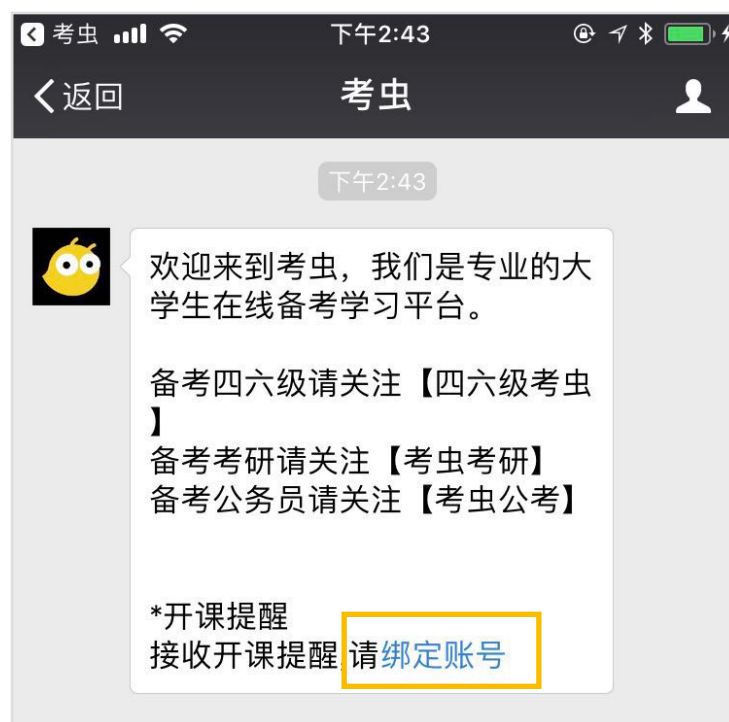 考虫 下午2:43
返回 考虫
下午2:43
欢迎来到考虫，我们是专业的大
学生在线备考学习平台。
备考四六级请关注【四六级考虫
】
备考考研请关注【考虫考研】
备考公务员请关注【考虫公考】
*开课提醒
接收开课提醒,请绑定账号